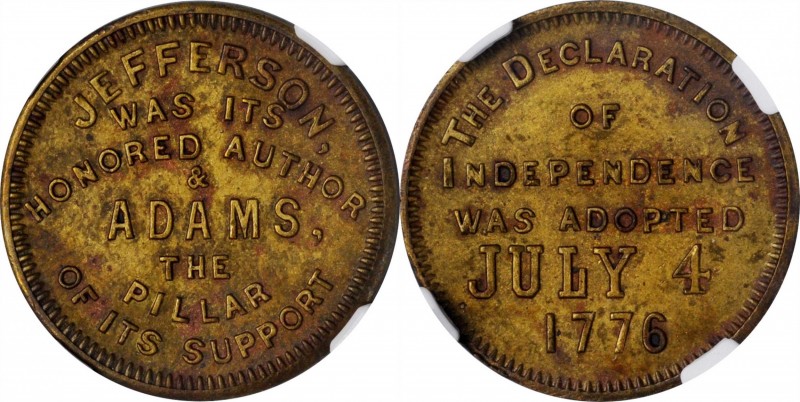 JEFFERSON,
WAS ITS
HONORED AUTHOR
&
ADAMS,
THE
PILLAR
OF ITS SUPPORT
THE DECLARATION
OF
INDEPENDENCE
WAS ADOPTED
JULY 4
1776